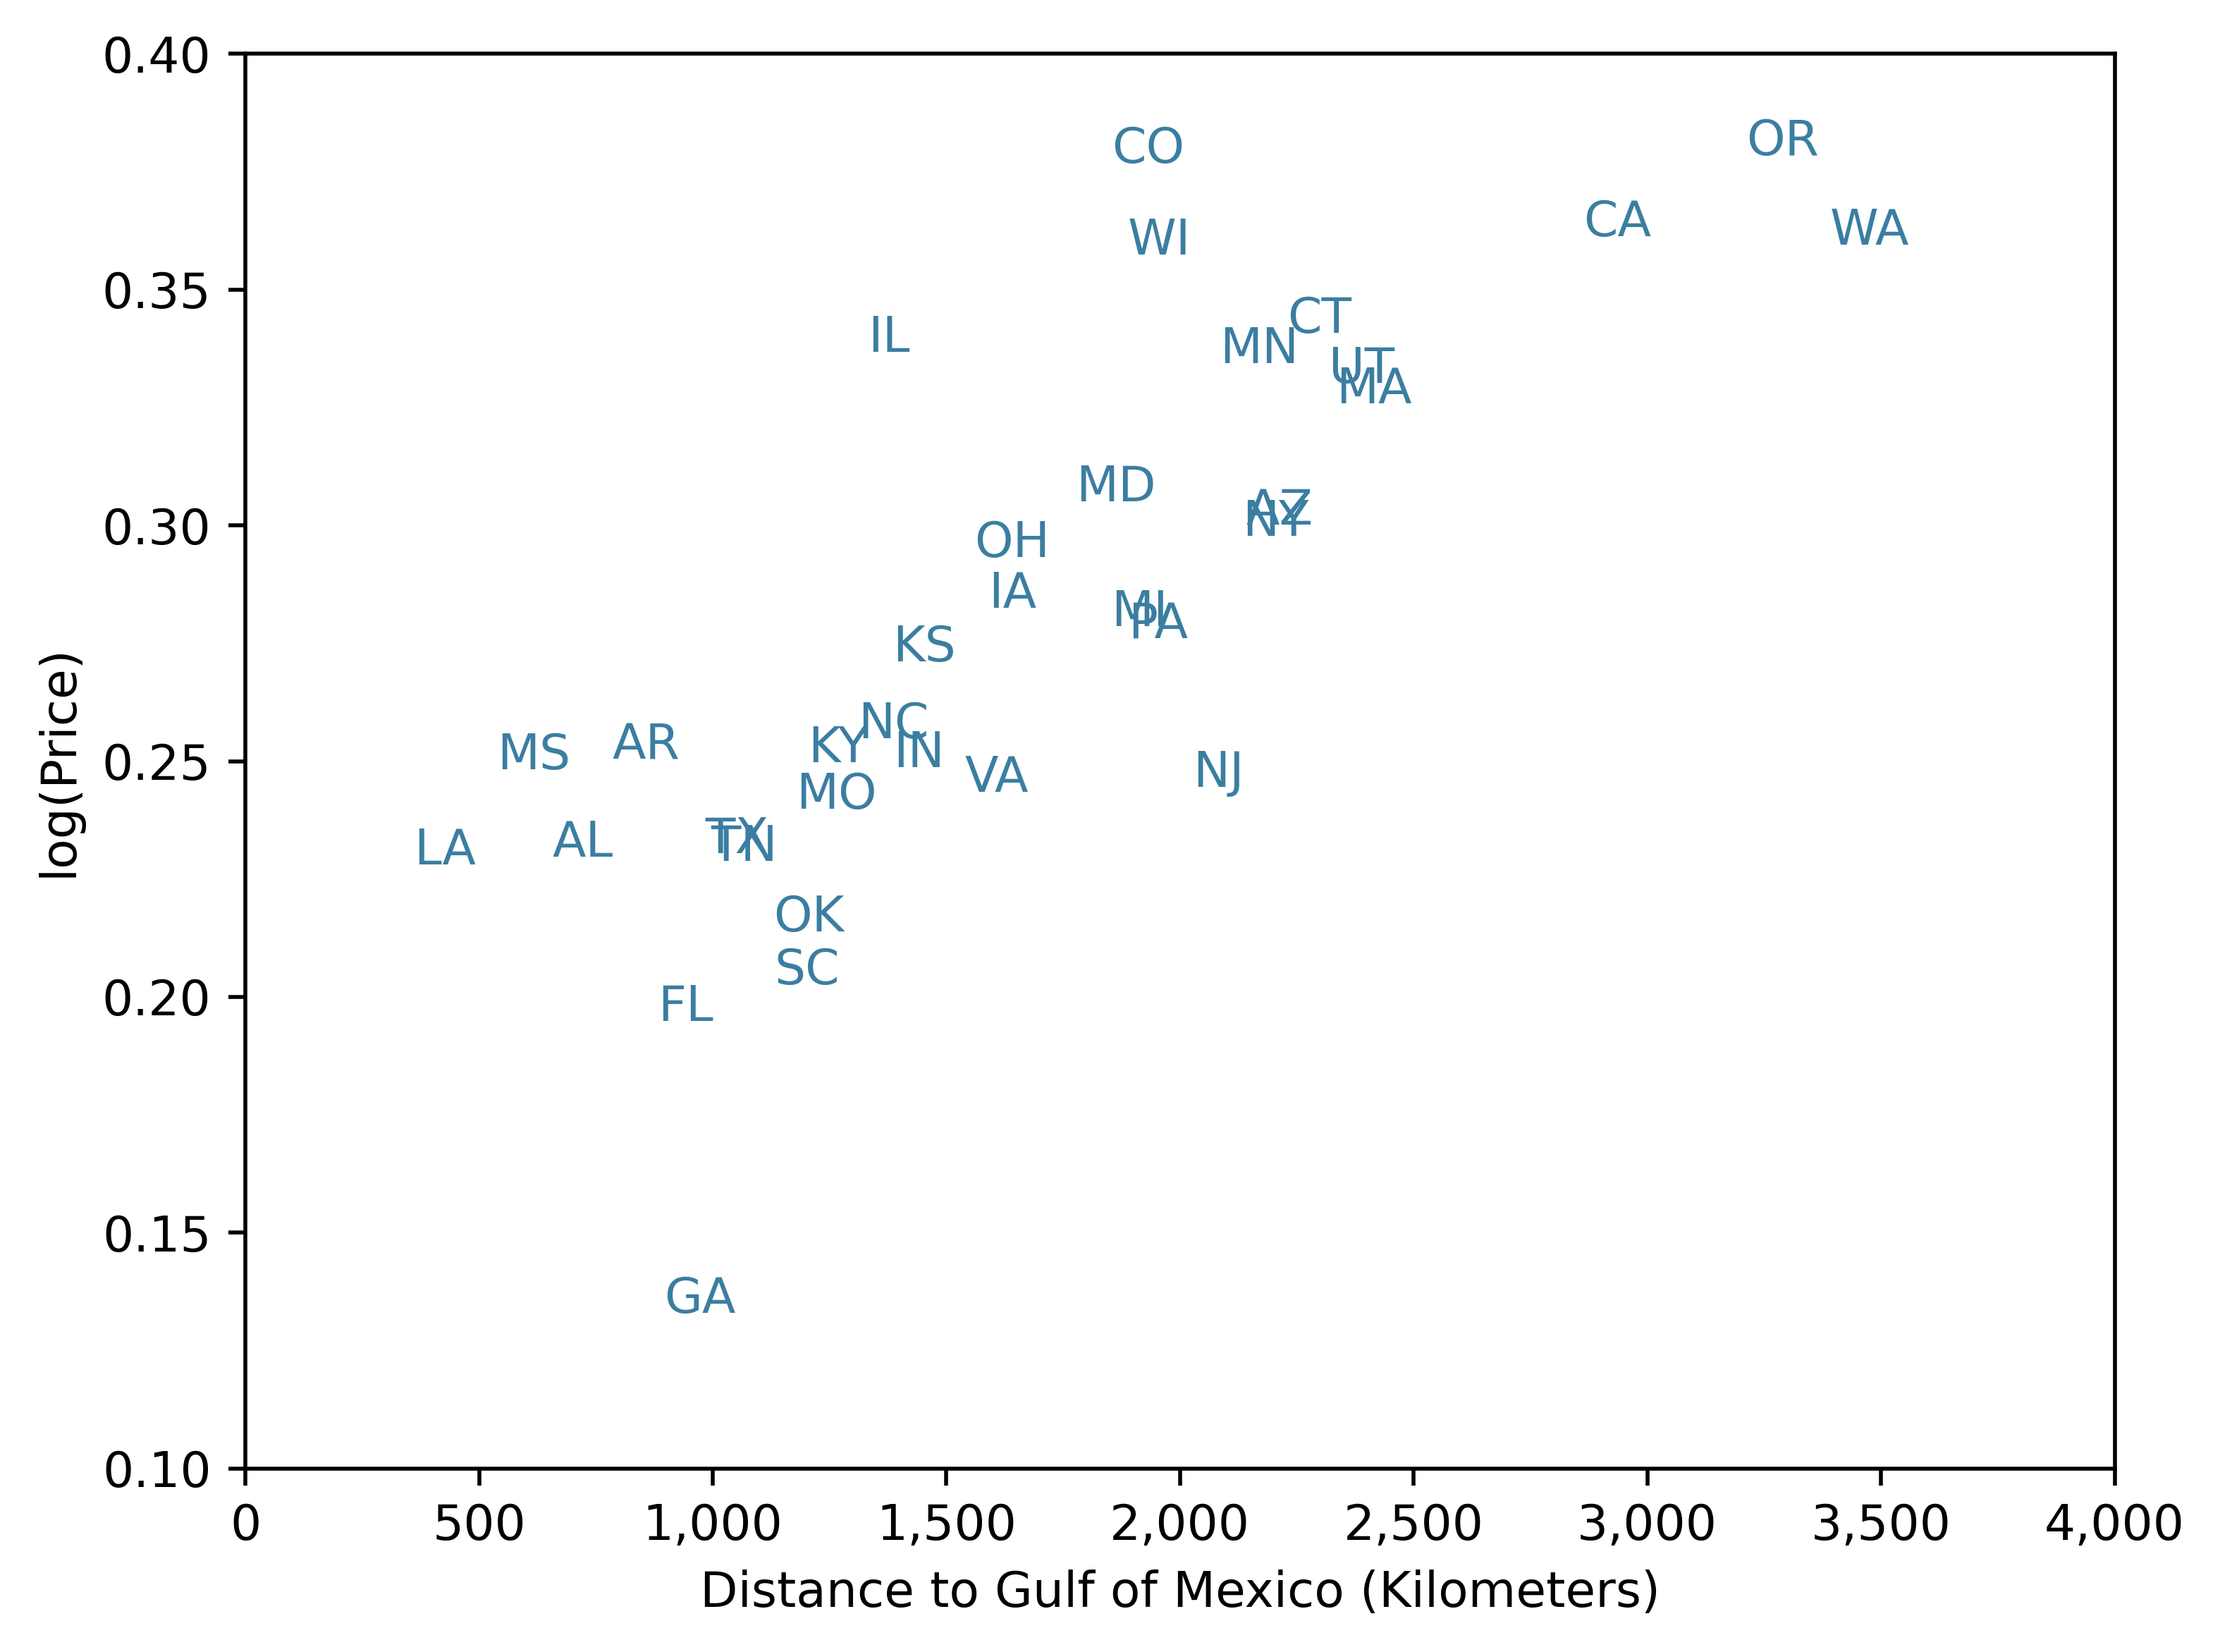 0.40
CO
OR
CA
WA
WI
0.35
CT
IL
MN
UT
MA
MD
AZ
0.30
NY
OH
IA
MI
PA
KS
NC
MS
AR
KY
IN
0.25
VA
NJ
MO
LA
AL
TX
TN
OK
SC
0.20
FL
0.15
GA
0.10
log(Price)
0 500 1,000 1,500 2,000 2,500 3,000 3,500 4,000
Distance to Gulf of Mexico (Kilometers)